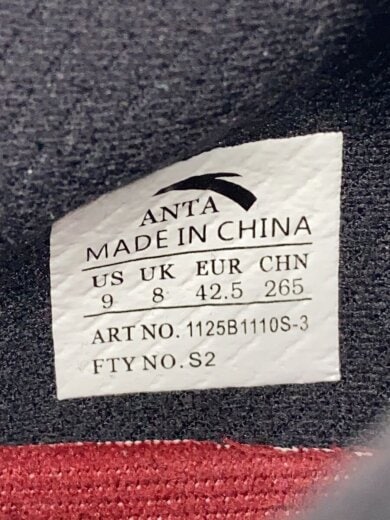 ANTA
MADE IN CHINA
US UK EUR CHN
9 8 42.5 265
ART NO. 1125B1110S-3
FTY NO. S2